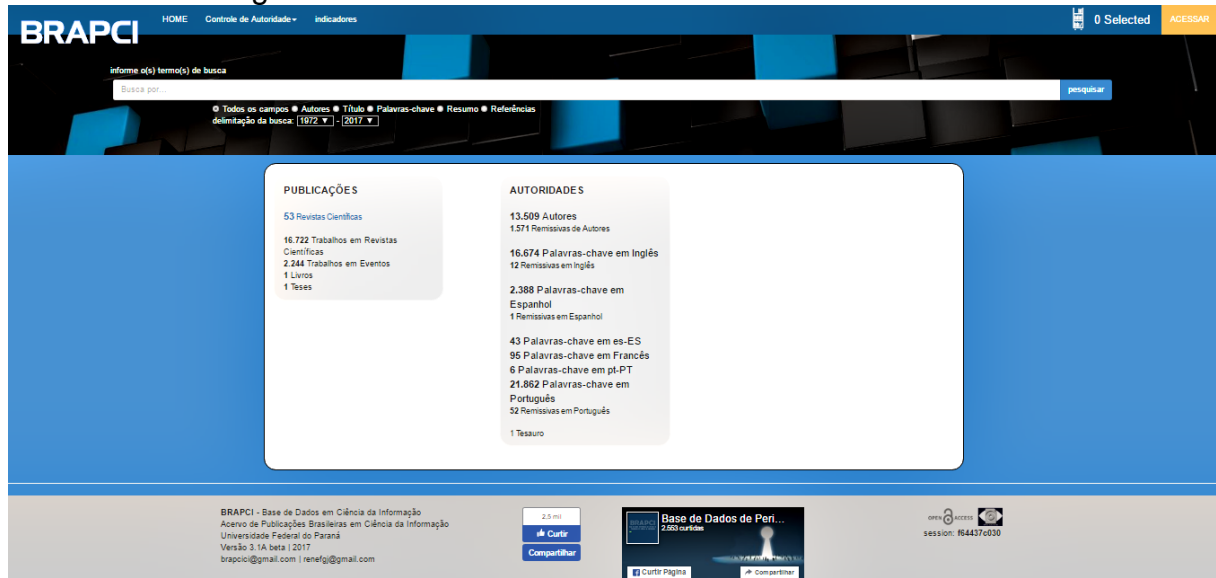 BRAPCI
HOME
Controle de Autoridade
indicadores
0 Selected
ACESSAR
informe o(s) termo(s) de busca
Busca por...
pesquisar
Todos os campos Autores Título Palavras-chave Resumo Referências
delimitação da busca: 1972 ▼ - 2017 ▼
PUBLICAÇÕES
53 Revistas Científicas
16.722 Trabalhos em Revistas
Científicas
2.244 Trabalhos em Eventos
1 Livros
1 Teses
AUTORIDADES
13.509 Autores
1.571 Remissivas de Autores
16.674 Palavras-chave em Inglês
12 Remissivas em Inglês
2.388 Palavras-chave em
Espanhol
1 Remissivas em Espanhol
43 Palavras-chave em es-ES
95 Palavras-chave em Francês
6 Palavras-chave em pt-PT
21.862 Palavras-chave em
Português
52 Remissivas em Português
1 Tesauro
BRAPCI - Base de Dados em Ciência da Informação
Acervo de Publicações Brasileiras em Ciência da Informação
Universidade Federal do Paraná
Versão 3.1A beta | 2017
brapcici@gmail.com | renefgj@gmail.com
2,5 mil
Curtir
Compartilhar
BRAPCI
Base de Dados de Peri...
2.553 curtidas
Curtir Página
Compartilhar
OPEN ACCESS
session: f64437c030